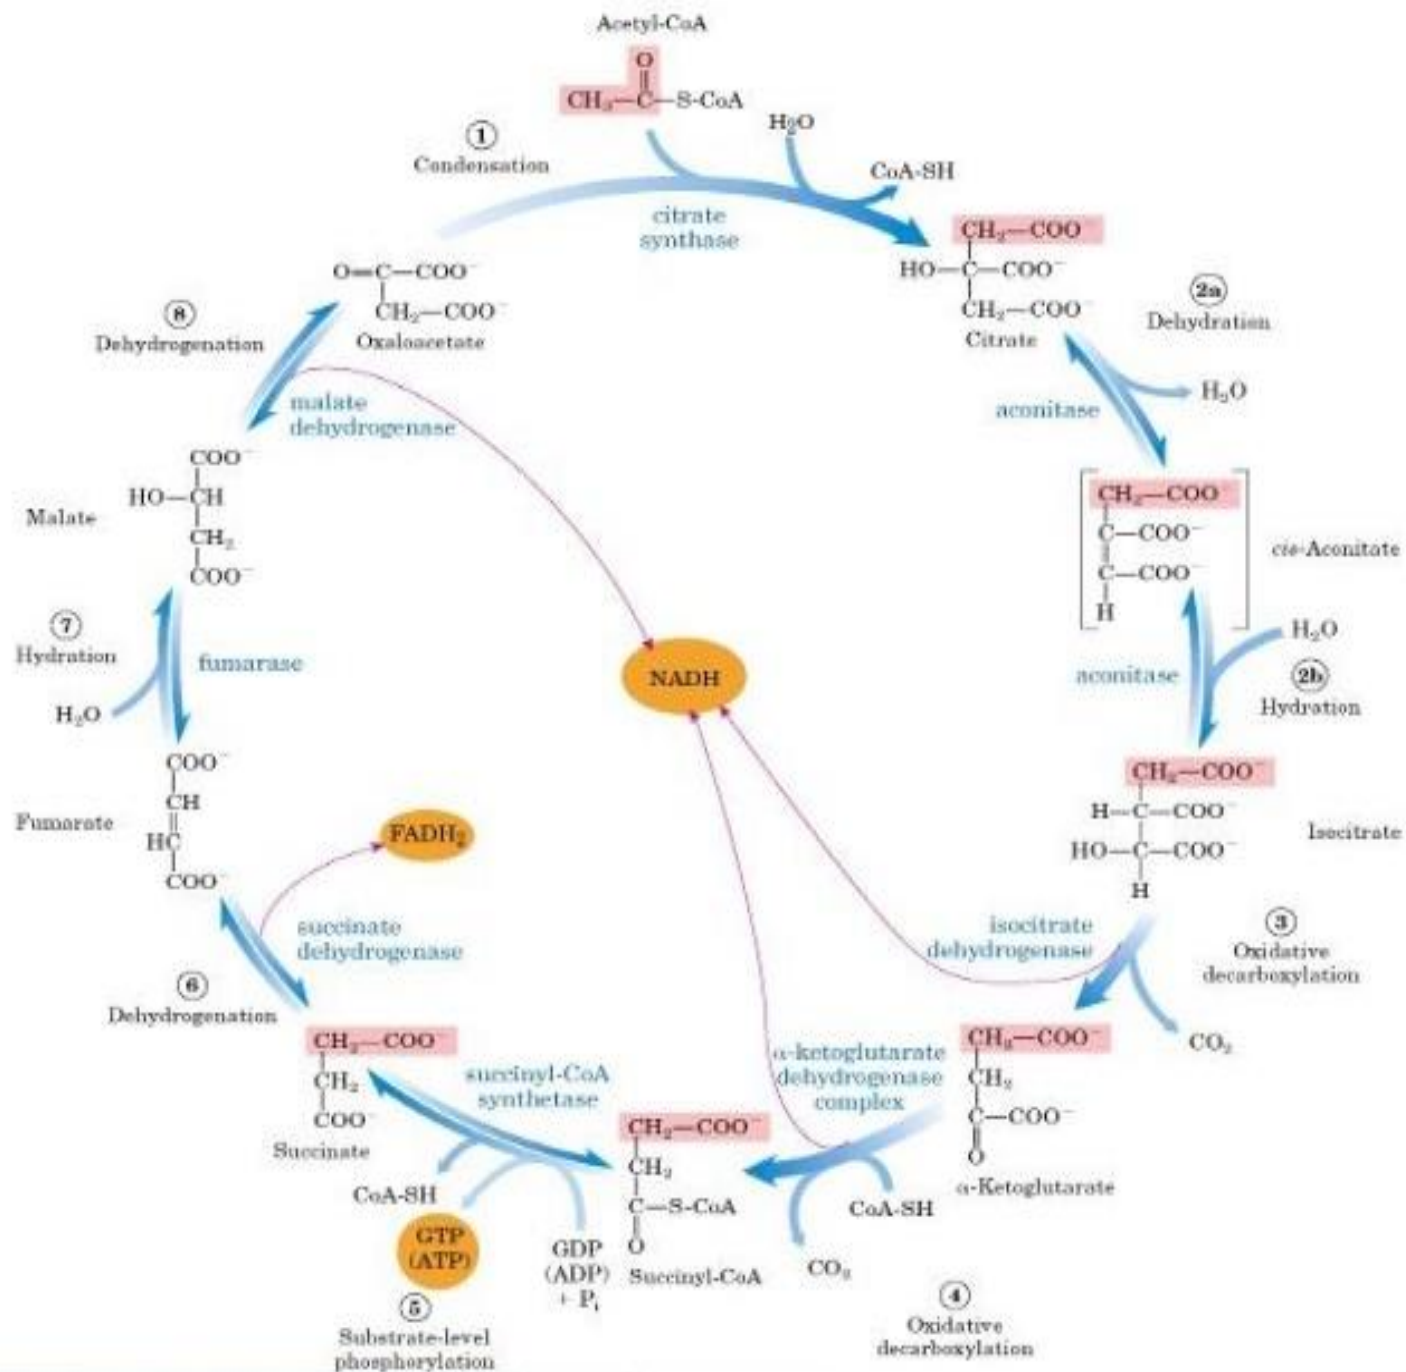 Acetyl-CoA
O
CH₃—C—S-CoA
H₂O
①
Condensation
CoA-SH
citrate
synthase
CH₂—COO⁻
HO—C—COO⁻
CH₂—COO⁻
Citrate
O=C—COO⁻
CH₂—COO⁻
Oxaloacetate
2a
Dehydration
H₂O
aconitase
CH₂—COO⁻
C—COO⁻
C—COO⁻
H
cis-Aconitate
H₂O
aconitase
2b
Hydration
CH₂—COO⁻
H—C—COO⁻
HO—C—COO⁻
H
Isocitrate
isocitrate
dehydrogenase
③
Oxidative
decarboxylation
CO₂
CH₂—COO⁻
CH₂
C—COO⁻
O
α-Ketoglutarate
α-ketoglutarate
dehydrogenase
complex
CoA-SH
CO₂
④
Oxidative
decarboxylation
CH₂—COO⁻
CH₂
C—S-CoA
O
Succinyl-CoA
succinyl-CoA
synthetase
GDP
(ADP)
+ Pᵢ
CoA-SH
GTP
(ATP)
⑤
Substrate-level
phosphorylation
CH₂—COO⁻
CH₂
COO⁻
Succinate
⑥
Dehydrogenation
succinate
dehydrogenase
FADH₂
COO⁻
CH
HC
COO⁻
Fumarate
⑦
Hydration
H₂O
fumarase
COO⁻
HO—CH
CH₂
COO⁻
Malate
⑧
Dehydrogenation
malate
dehydrogenase
NADH